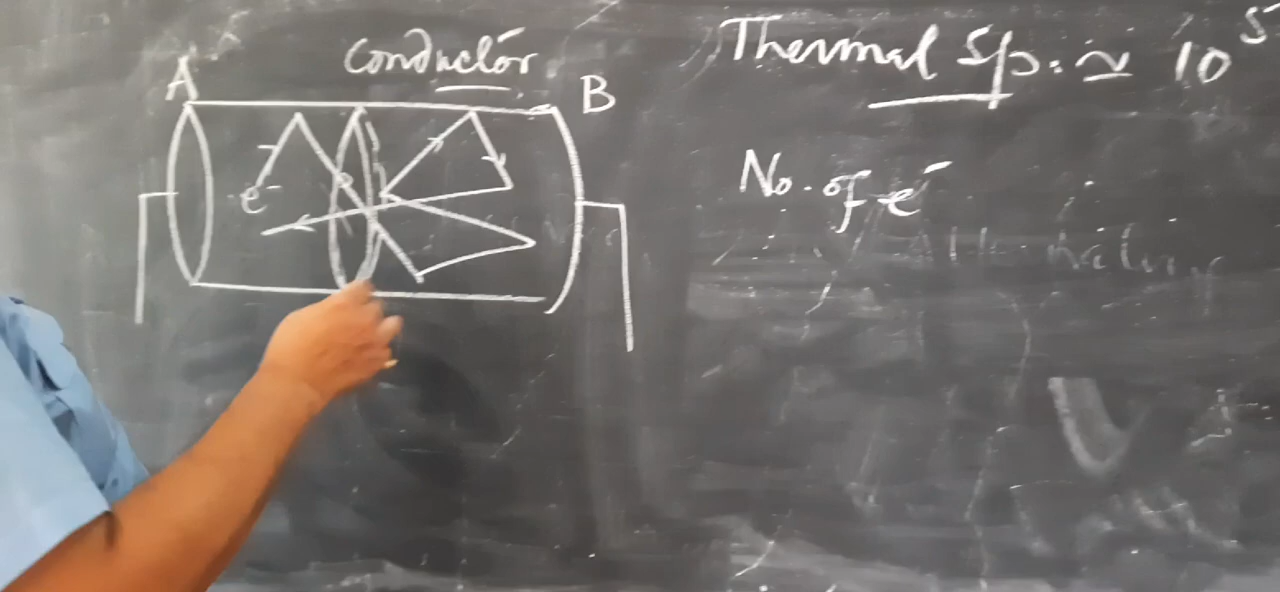 Conductor
A
B
e⁻
Thermal Sp. ≃ 10⁵
No. of e⁻